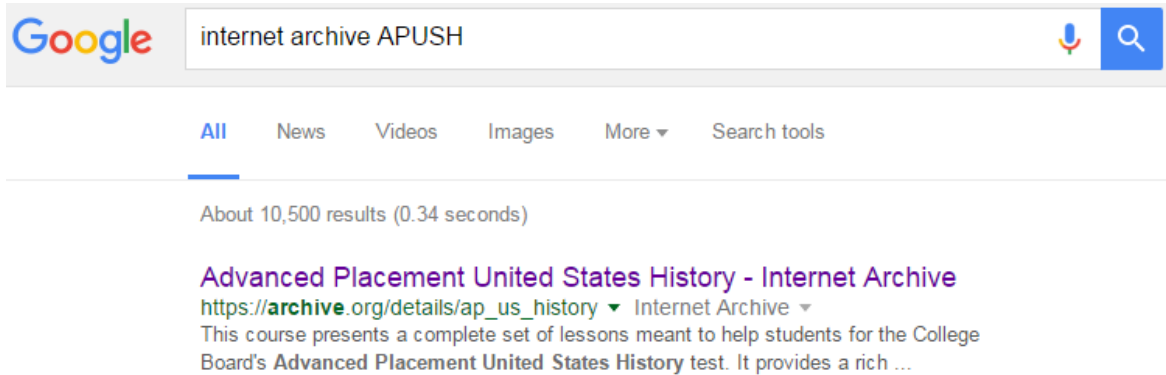 Google internet archive APUSH
All News Videos Images More Search tools
About 10,500 results (0.34 seconds)
Advanced Placement United States History - Internet Archive
https://archive.org/details/ap_us_history Internet Archive
This course presents a complete set of lessons meant to help students for the College
Board's Advanced Placement United States History test. It provides a rich ...